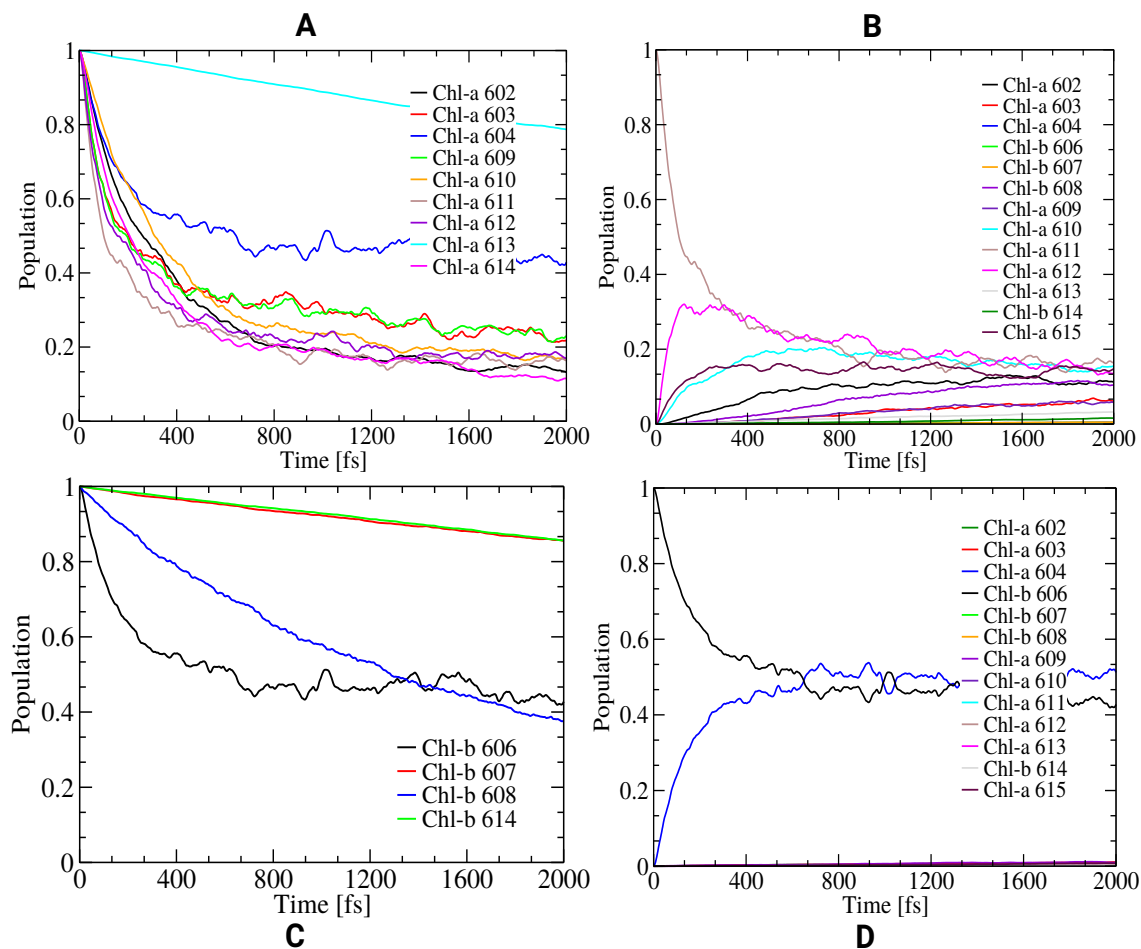 A
Population
1
0.8
0.6
0.4
0.2
0
Chl-a 602
Chl-a 603
Chl-a 604
Chl-a 609
Chl-a 610
Chl-a 611
Chl-a 612
Chl-a 613
Chl-a 614
0 400 800 1200 1600 2000
Time [fs]
B
Population
1
0.8
0.6
0.4
0.2
0
Chl-a 602
Chl-a 603
Chl-a 604
Chl-b 606
Chl-b 607
Chl-b 608
Chl-a 609
Chl-a 610
Chl-a 611
Chl-a 612
Chl-a 613
Chl-b 614
Chl-a 615
0 400 800 1200 1600 2000
Time [fs]
Population
1
0.8
0.6
0.4
0.2
0
Chl-b 606
Chl-b 607
Chl-b 608
Chl-b 614
0 400 800 1200 1600 2000
Time [fs]
C
Population
1
0.8
0.6
0.4
0.2
0
Chl-a 602
Chl-a 603
Chl-a 604
Chl-b 606
Chl-b 607
Chl-b 608
Chl-a 609
Chl-a 610
Chl-a 611
Chl-a 612
Chl-a 613
Chl-b 614
Chl-a 615
0 400 800 1200 1600 2000
Time [fs]
D